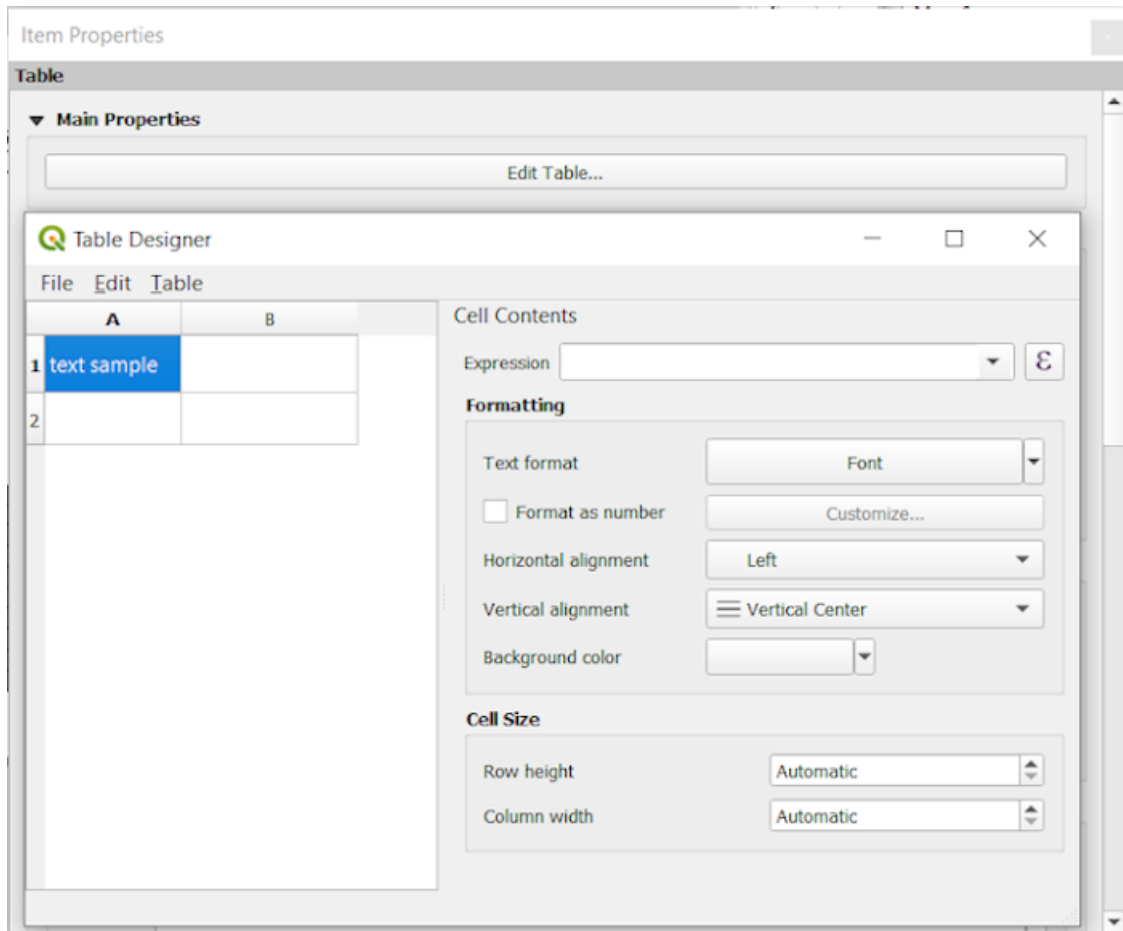 Item Properties
Table
Main Properties
Edit Table...
Table Designer
File Edit Table
A B
Cell Contents
1 text sample
Expression ε
Formatting
2
Text format Font
Format as number Customize...
Horizontal alignment Left
Vertical alignment Vertical Center
Background color
Cell Size
Row height Automatic
Column width Automatic